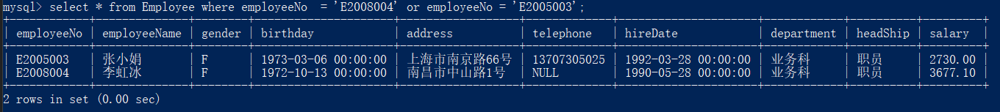 mysql> select * from Employee where employeeNo  = 'E2008004' or employeeNo = 'E2005003';
+------------+--------------+--------+---------------------+------------------+-------------+---------------------+------------+----------+---------+
| employeeNo | employeeName | gender | birthday            | address          | telephone   | hireDate            | department | headShip | salary  |
+------------+--------------+--------+---------------------+------------------+-------------+---------------------+------------+----------+---------+
| E2005003   | 张小娟       | F      | 1973-03-06 00:00:00 | 上海市南京路66号 | 13707305025 | 1992-03-28 00:00:00 | 业务科     | 职员     | 2730.00 |
| E2008004   | 李虹冰       | F      | 1972-10-13 00:00:00 | 南昌市中山路1号  | NULL        | 1990-05-28 00:00:00 | 业务科     | 职员     | 3677.10 |
+------------+--------------+--------+---------------------+------------------+-------------+---------------------+------------+----------+---------+
2 rows in set (0.00 sec)